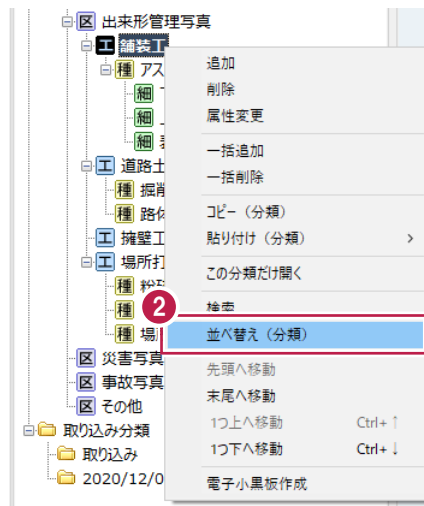 区 出来形管理写真
工 舗装工
種 アス
細
細
細
工 道路土
種 掘削
種 路体
工 擁壁工
工 場所打
種
種
種 場
区 災害写真
区 事故写真
区 その他
取り込み分類
取り込み
2020/12/0
追加
削除
属性変更
一括追加
一括削除
コピー（分類）
貼り付け（分類）
この分類だけ開く
検索
2
並べ替え（分類）
先頭へ移動
末尾へ移動
1つ上へ移動 Ctrl+↑
1つ下へ移動 Ctrl+↓
電子小黒板作成